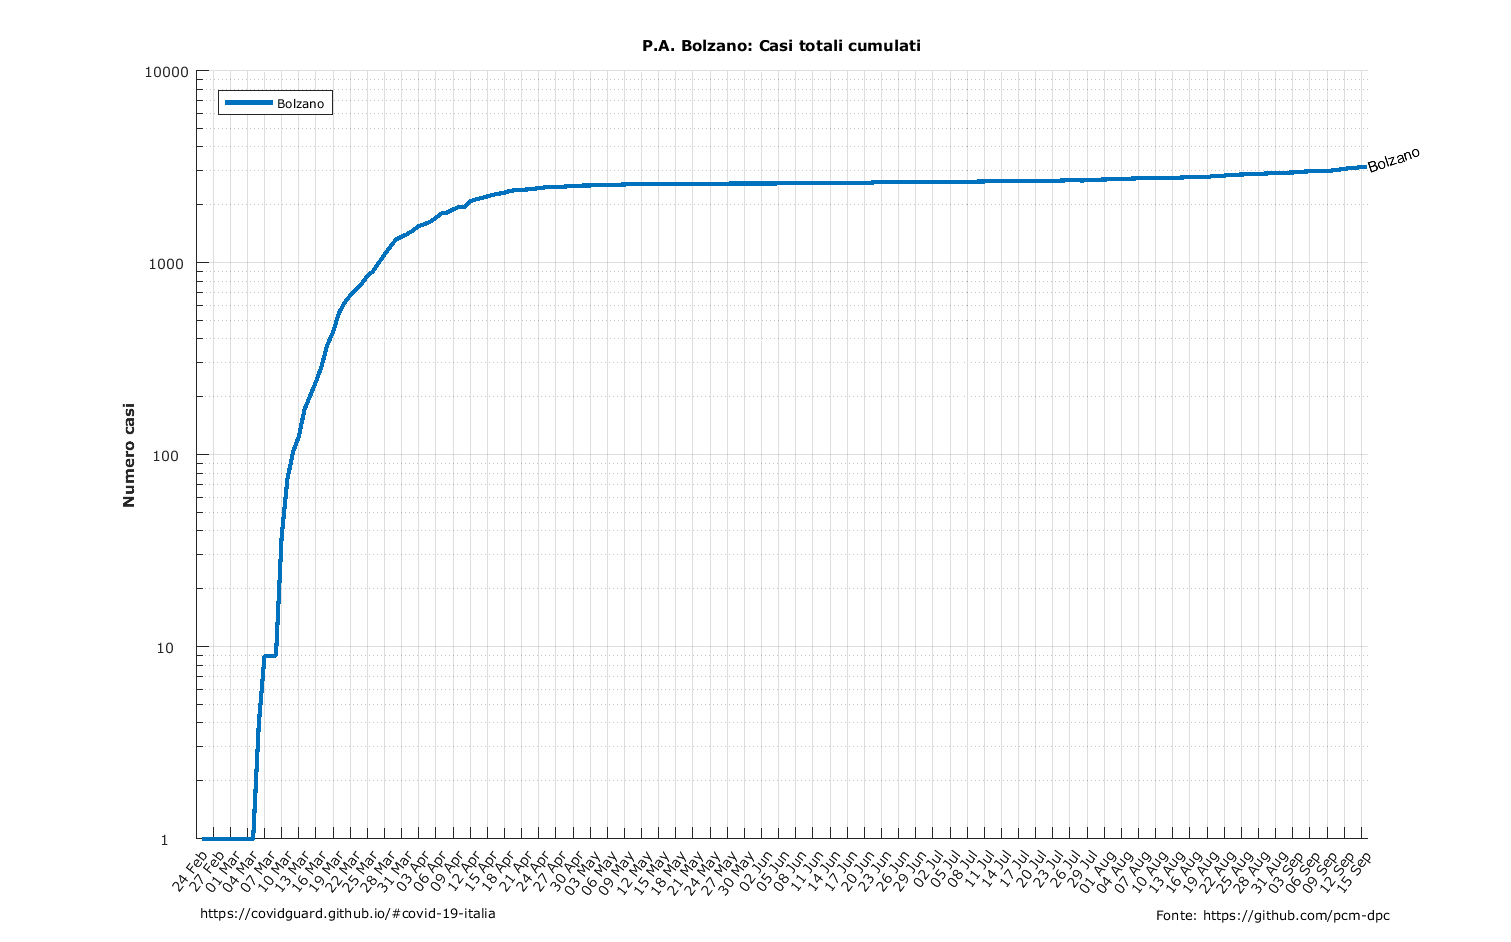 P.A. Bolzano: Casi totali cumulati
10000
1000
100
10
1
Numero casi
Bolzano
Bolzano
24 Feb
27 Feb
01 Mar
04 Mar
07 Mar
10 Mar
13 Mar
16 Mar
19 Mar
22 Mar
25 Mar
28 Mar
31 Mar
03 Apr
06 Apr
09 Apr
12 Apr
15 Apr
18 Apr
21 Apr
24 Apr
27 Apr
30 Apr
03 May
06 May
09 May
12 May
15 May
18 May
21 May
24 May
27 May
30 May
02 Jun
05 Jun
08 Jun
11 Jun
14 Jun
17 Jun
20 Jun
23 Jun
26 Jun
29 Jun
02 Jul
05 Jul
08 Jul
11 Jul
14 Jul
17 Jul
20 Jul
23 Jul
26 Jul
29 Jul
01 Aug
04 Aug
07 Aug
10 Aug
13 Aug
16 Aug
19 Aug
22 Aug
25 Aug
28 Aug
31 Aug
03 Sep
06 Sep
09 Sep
12 Sep
15 Sep
https://covidguard.github.io/#covid-19-italia
Fonte: https://github.com/pcm-dpc